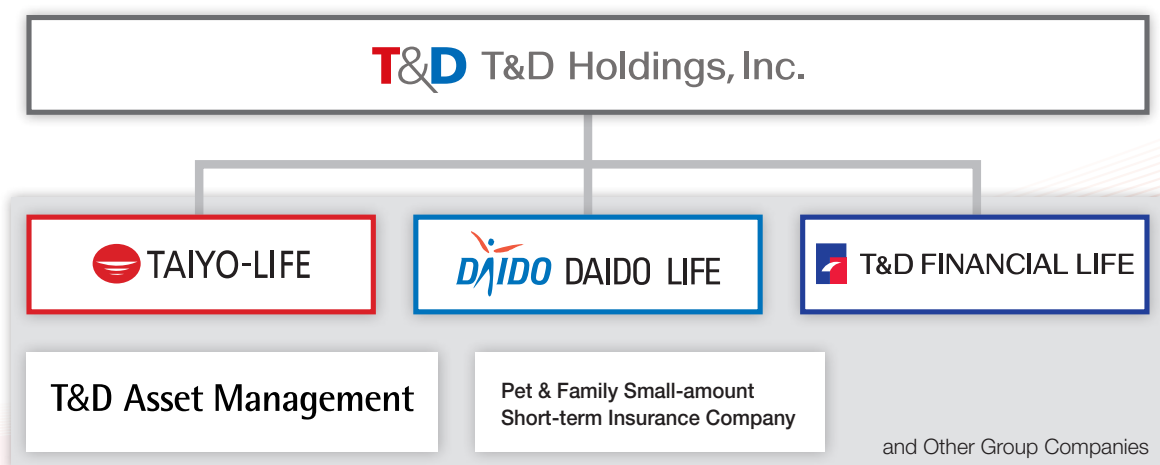 T&D T&D Holdings, Inc.
TAIYO-LIFE
DAIDO DAIDO LIFE
T&D FINANCIAL LIFE
T&D Asset Management
Pet & Family Small-amount
Short-term Insurance Company
and Other Group Companies